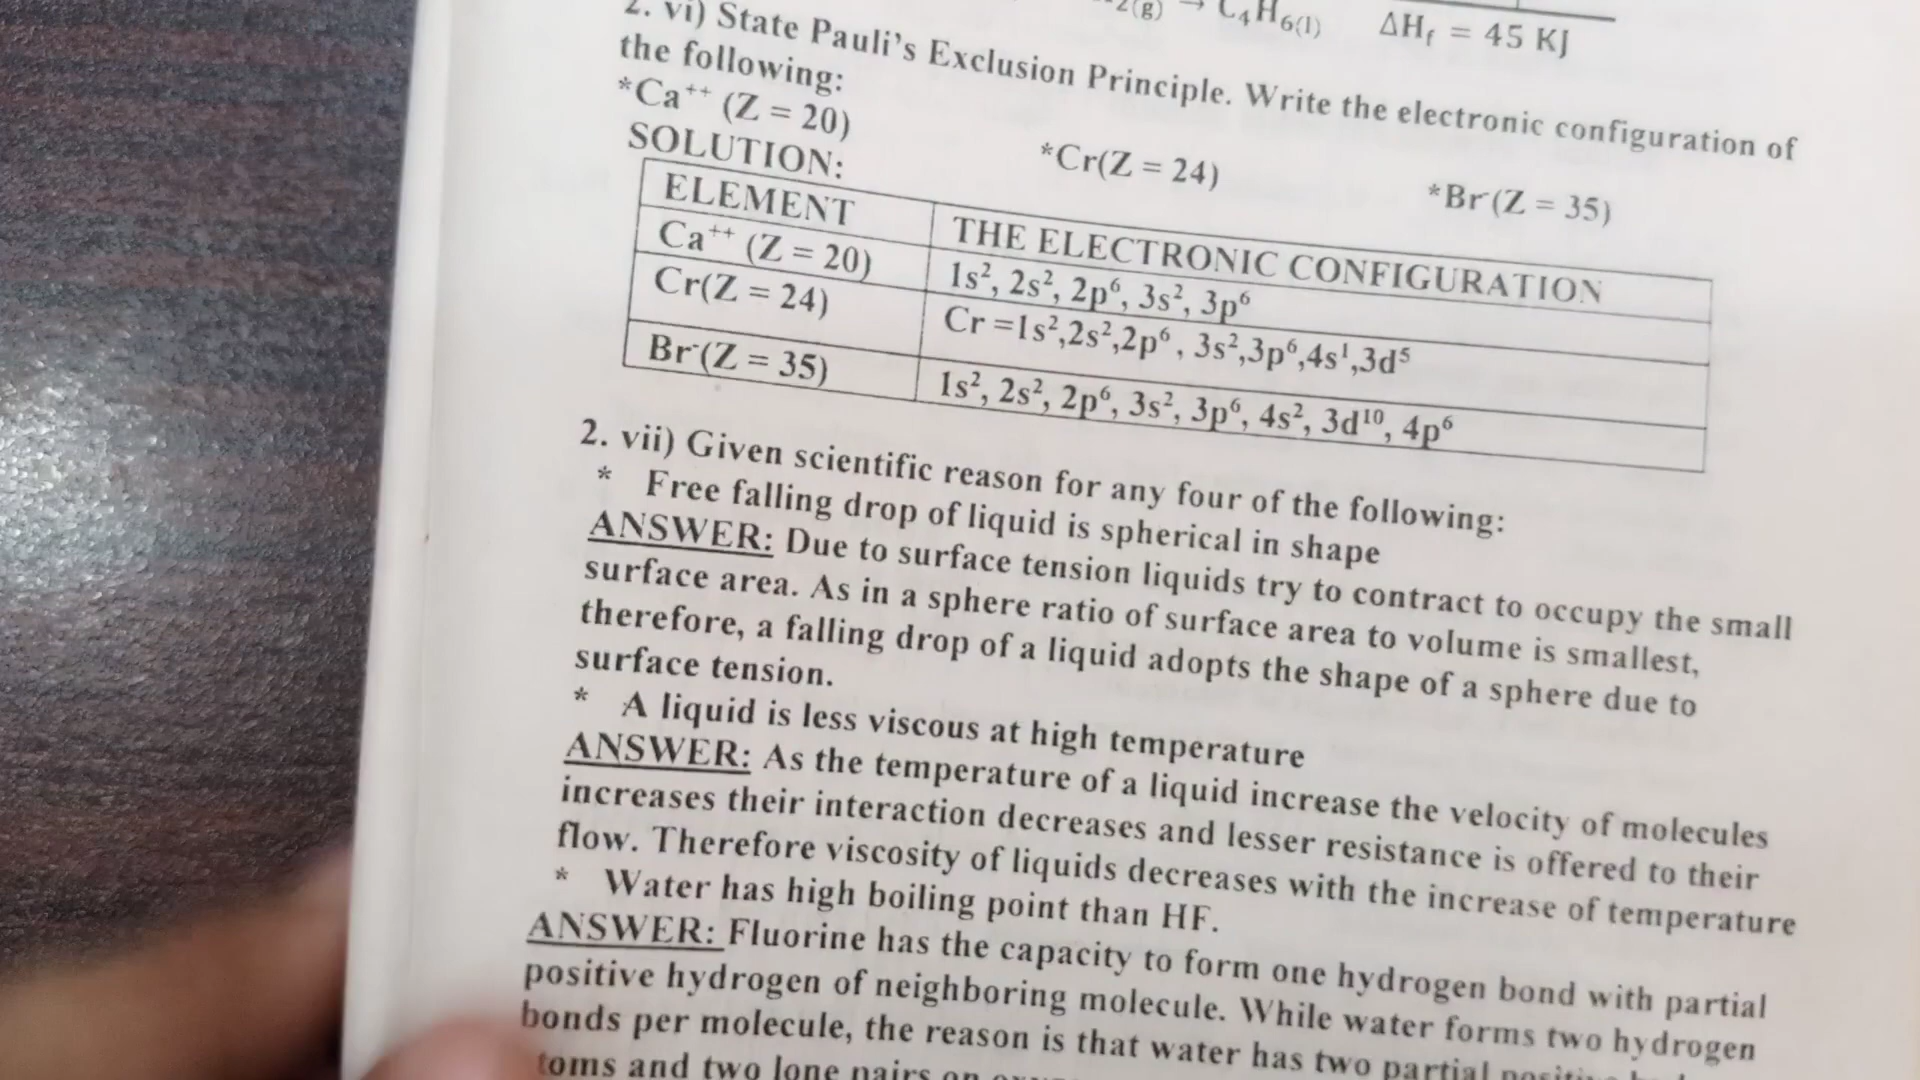 2(g) → C₄H₆(l) ΔHf = 45 KJ
2. vi) State Pauli's Exclusion Principle. Write the electronic configuration of
the following:
*Ca⁺⁺ (Z = 20) *Cr(Z = 24) *Br⁻(Z = 35)
SOLUTION:
ELEMENT THE ELECTRONIC CONFIGURATION
Ca⁺⁺ (Z = 20) 1s², 2s², 2p⁶, 3s², 3p⁶
Cr(Z = 24) Cr =1s²,2s²,2p⁶, 3s²,3p⁶,4s¹,3d⁵
Br⁻(Z = 35) 1s², 2s², 2p⁶, 3s², 3p⁶, 4s², 3d¹⁰, 4p⁶
2. vii) Given scientific reason for any four of the following:
* Free falling drop of liquid is spherical in shape
ANSWER: Due to surface tension liquids try to contract to occupy the small
surface area. As in a sphere ratio of surface area to volume is smallest,
therefore, a falling drop of a liquid adopts the shape of a sphere due to
surface tension.
* A liquid is less viscous at high temperature
ANSWER: As the temperature of a liquid increase the velocity of molecules
increases their interaction decreases and lesser resistance is offered to their
flow. Therefore viscosity of liquids decreases with the increase of temperature
* Water has high boiling point than HF.
ANSWER: Fluorine has the capacity to form one hydrogen bond with partial
positive hydrogen of neighboring molecule. While water forms two hydrogen
bonds per molecule, the reason is that water has two partial
toms and two lone pairs on